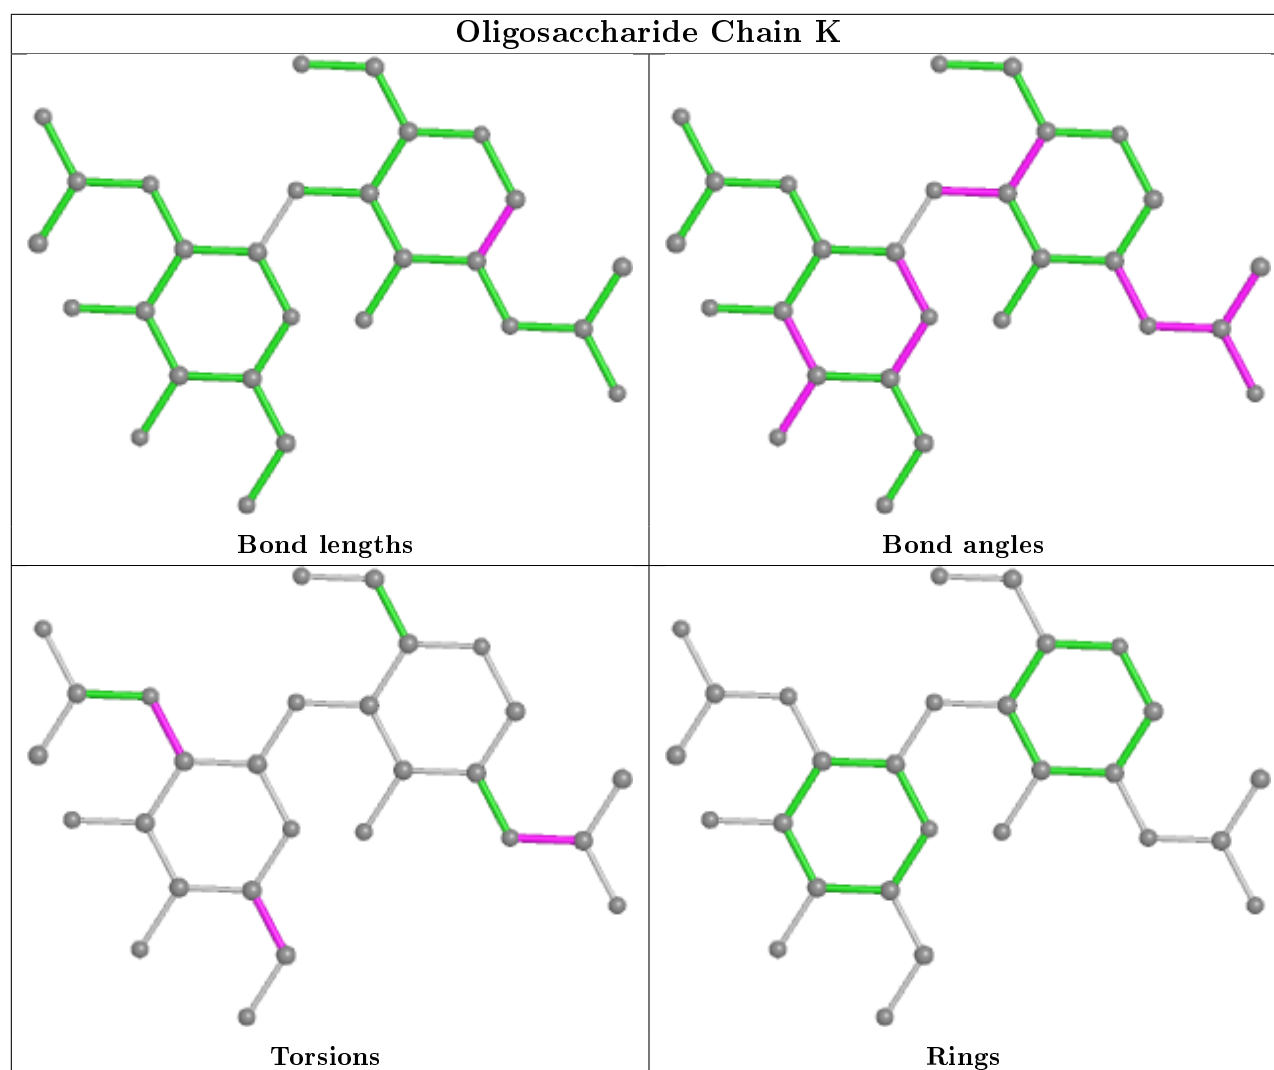 Oligosaccharide Chain K
Bond lengths
Bond angles
Torsions
Rings